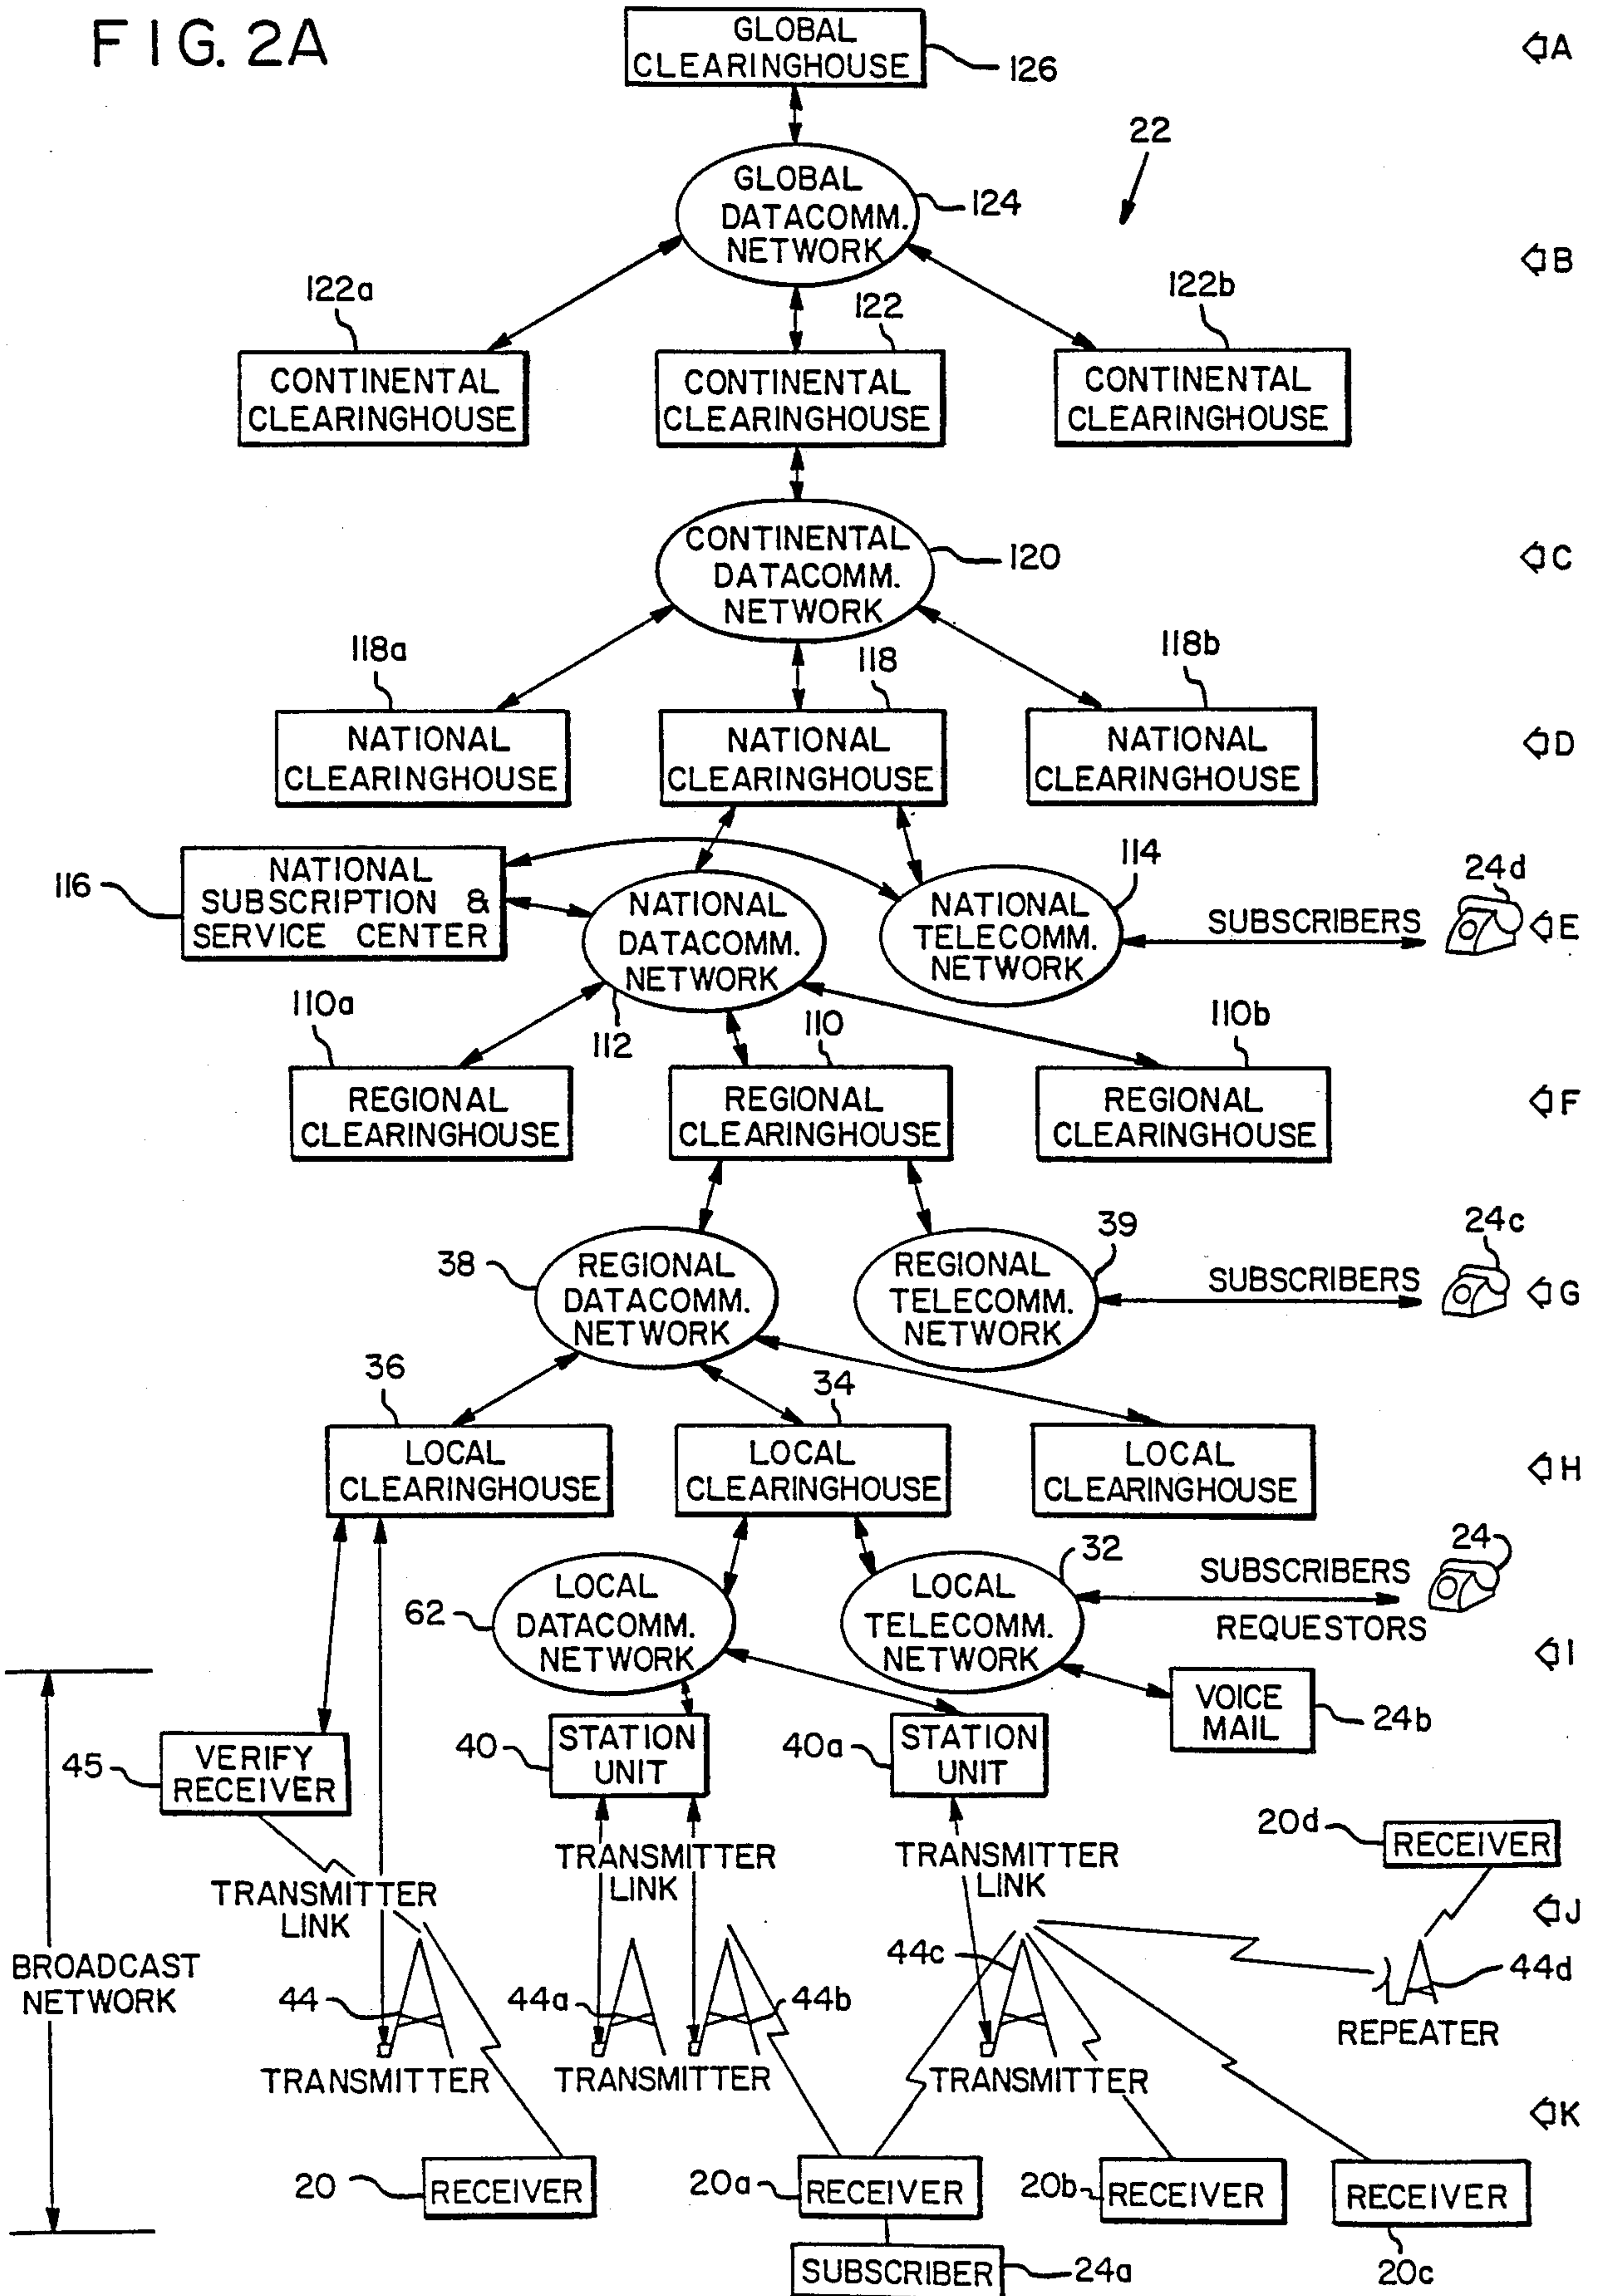 FIG. 2A
GLOBAL
CLEARINGHOUSE
126
A
22
GLOBAL
DATACOMM.
NETWORK
124
B
122a
122
122b
CONTINENTAL
CLEARINGHOUSE
CONTINENTAL
CLEARINGHOUSE
CONTINENTAL
CLEARINGHOUSE
CONTINENTAL
DATACOMM.
NETWORK
120
C
118a
118
118b
NATIONAL
CLEARINGHOUSE
NATIONAL
CLEARINGHOUSE
NATIONAL
CLEARINGHOUSE
D
116
NATIONAL
SUBSCRIPTION &
SERVICE CENTER
NATIONAL
DATACOMM.
NETWORK
112
NATIONAL
TELECOMM.
NETWORK
114
SUBSCRIBERS
24d
E
110a
110
110b
REGIONAL
CLEARINGHOUSE
REGIONAL
CLEARINGHOUSE
REGIONAL
CLEARINGHOUSE
F
38
REGIONAL
DATACOMM.
NETWORK
REGIONAL
TELECOMM.
NETWORK
39
SUBSCRIBERS
24c
G
36
34
LOCAL
CLEARINGHOUSE
LOCAL
CLEARINGHOUSE
LOCAL
CLEARINGHOUSE
H
62
LOCAL
DATACOMM.
NETWORK
LOCAL
TELECOMM.
NETWORK
32
SUBSCRIBERS
REQUESTORS
24
I
VOICE
MAIL
24b
45
VERIFY
RECEIVER
40
STATION
UNIT
40a
STATION
UNIT
20d
RECEIVER
TRANSMITTER
LINK
TRANSMITTER
LINK
TRANSMITTER
LINK
J
BROADCAST
NETWORK
44
44a
44b
44c
44d
REPEATER
TRANSMITTER
TRANSMITTER
TRANSMITTER
K
20
RECEIVER
20a
RECEIVER
20b
RECEIVER
RECEIVER
20c
SUBSCRIBER
24a